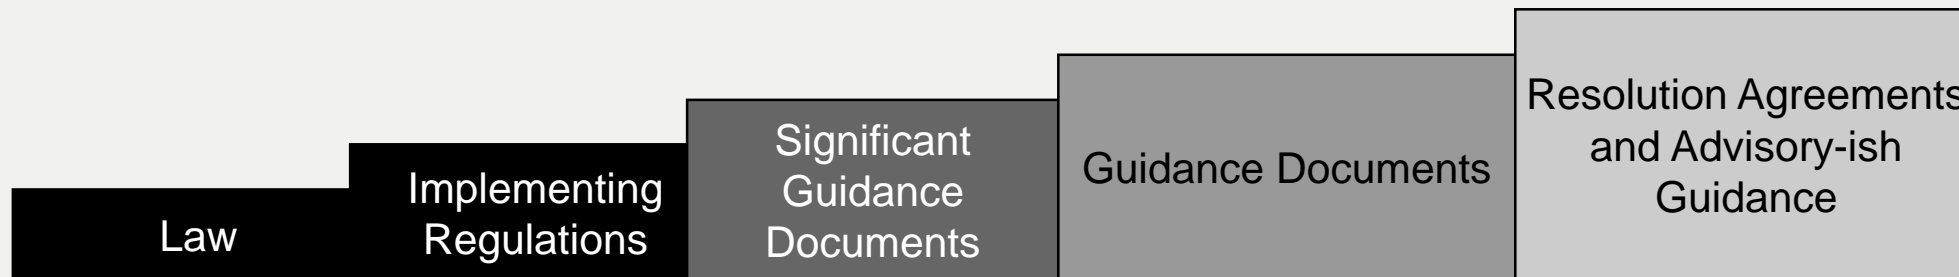 Law
Implementing
Regulations
Significant
Guidance
Documents
Guidance Documents
Resolution Agreements
and Advisory-ish
Guidance